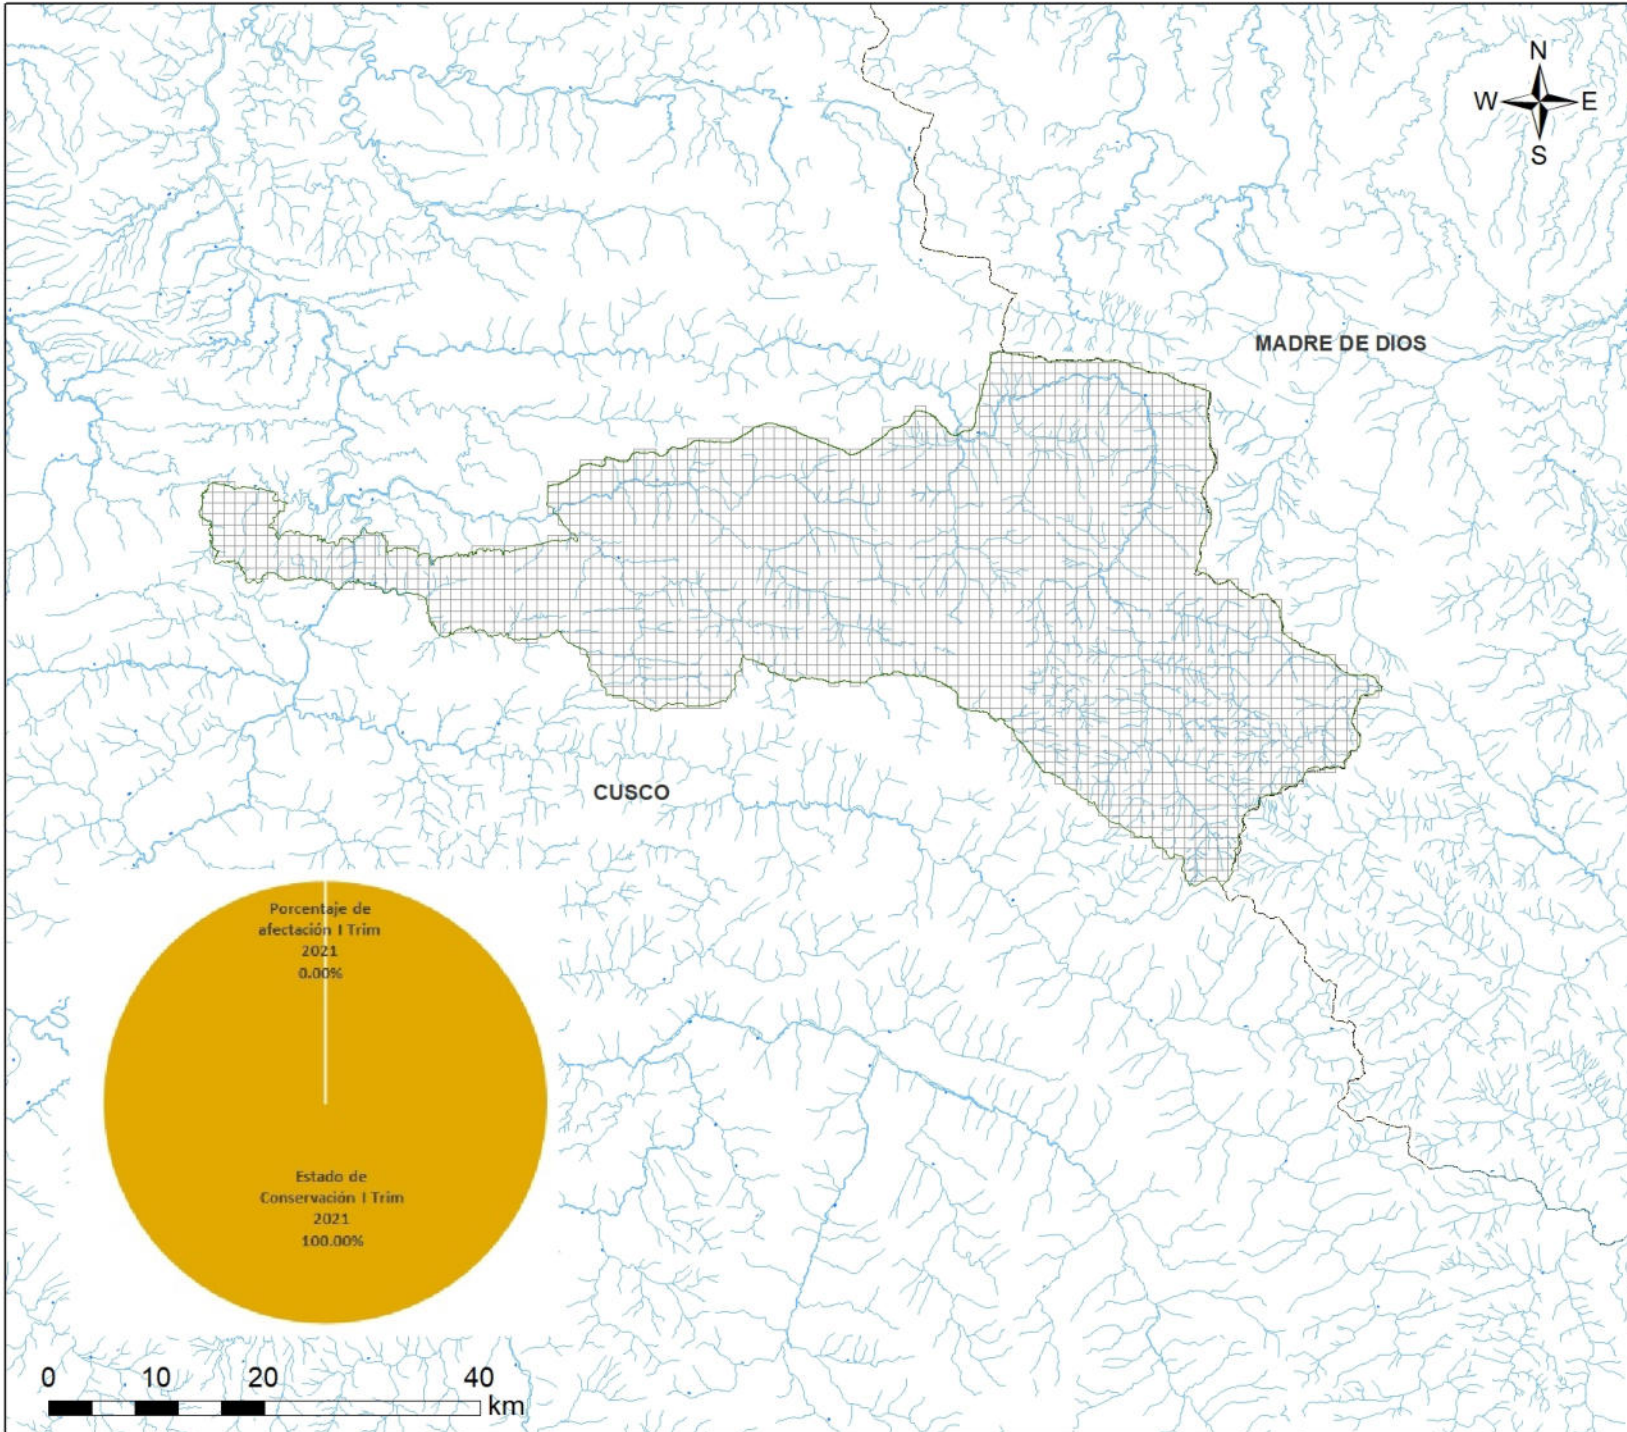 N
W E
S
MADRE DE DIOS
CUSCO
Porcentaje de
afectación I Trim
2021
0.00%
Estado de
Conservación I Trim
2021
100.00%
0 10 20 40
km